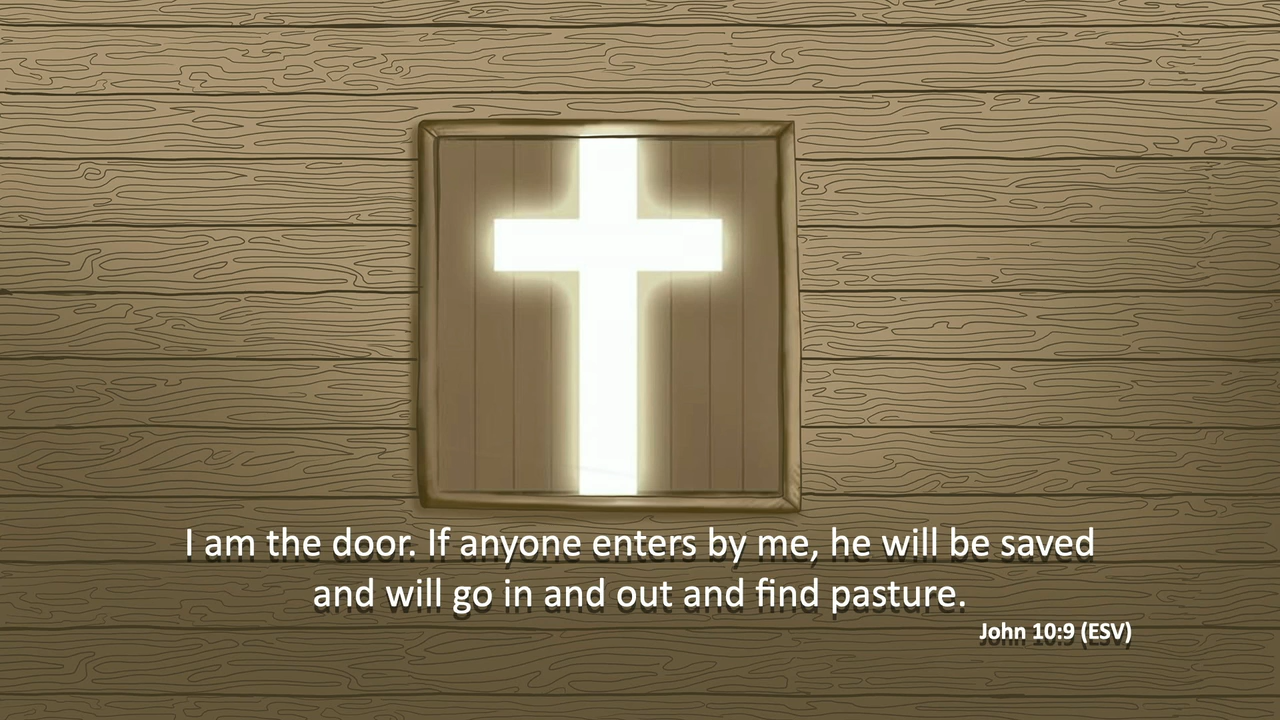 I am the door. If anyone enters by me, he will be saved
and will go in and out and find pasture.
John 10:9 (ESV)